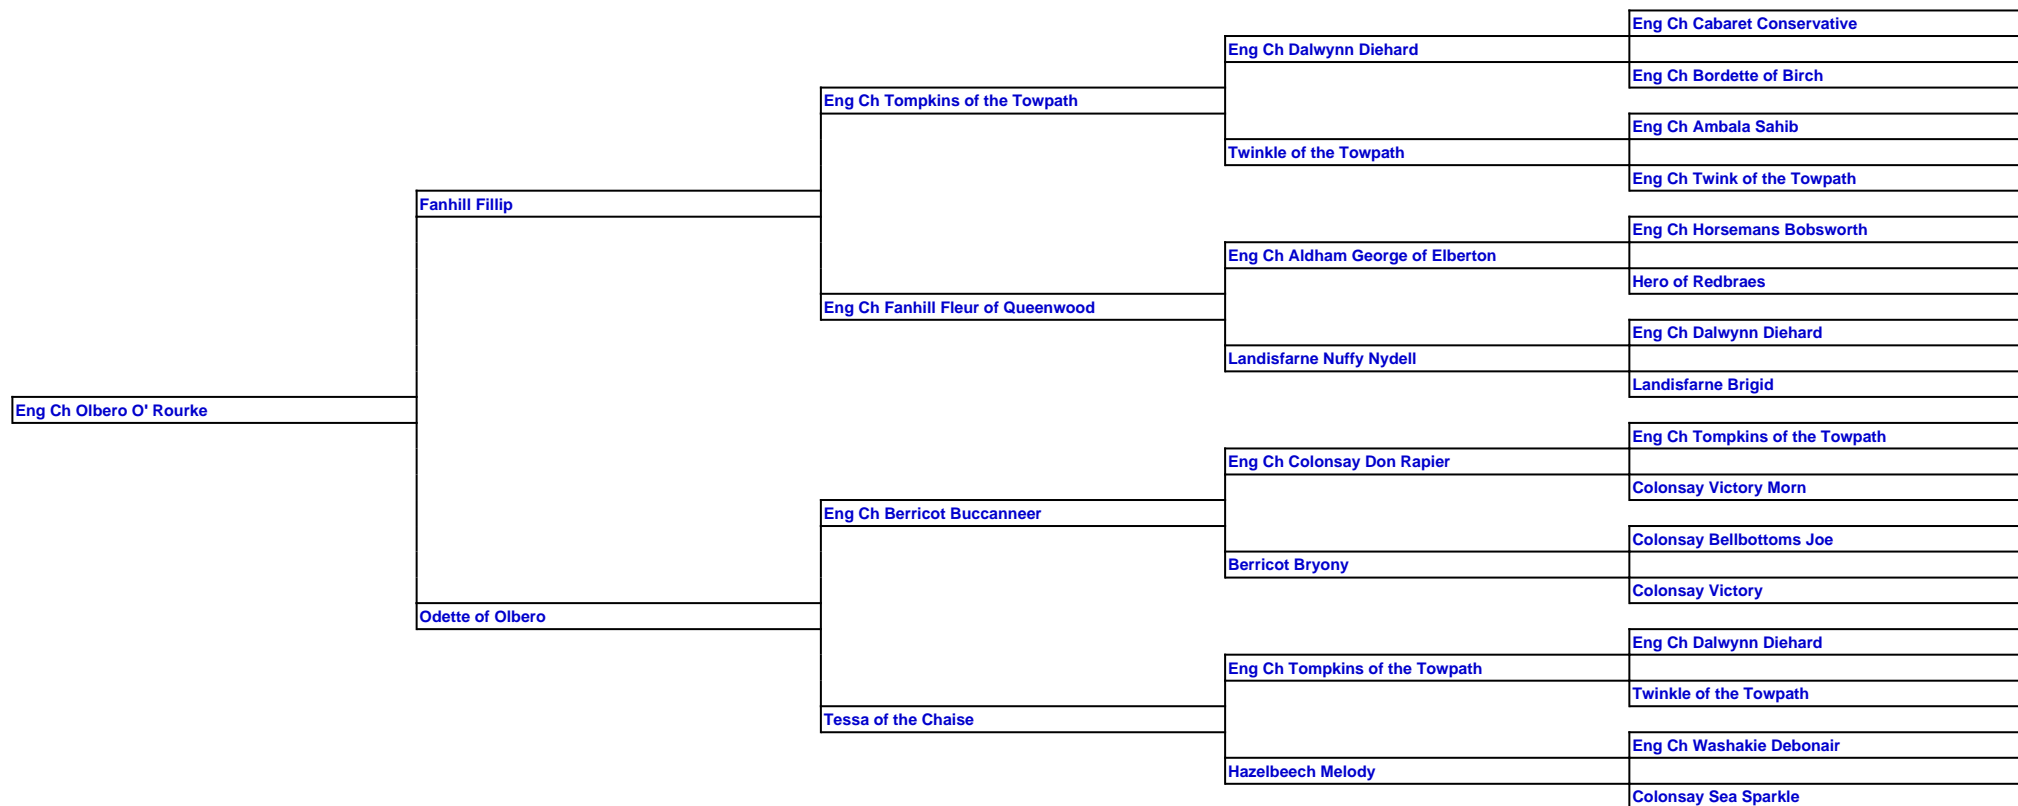 Eng Ch Cabaret Conservative
Eng Ch Dalwynn Diehard
Eng Ch Bordette of Birch
Eng Ch Tompkins of the Towpath
Eng Ch Ambala Sahib
Twinkle of the Towpath
Eng Ch Twink of the Towpath
Fanhill Fillip
Eng Ch Horsemans Bobsworth
Eng Ch Aldham George of Elberton
Hero of Redbraes
Eng Ch Fanhill Fleur of Queenwood
Eng Ch Dalwynn Diehard
Landisfarne Nuffy Nydell
Landisfarne Brigid
Eng Ch Olbero O' Rourke
Eng Ch Tompkins of the Towpath
Eng Ch Colonsay Don Rapier
Colonsay Victory Morn
Eng Ch Berricot Buccanneer
Colonsay Bellbottoms Joe
Berricot Bryony
Colonsay Victory
Odette of Olbero
Eng Ch Dalwynn Diehard
Eng Ch Tompkins of the Towpath
Twinkle of the Towpath
Tessa of the Chaise
Eng Ch Washakie Debonair
Hazelbeech Melody
Colonsay Sea Sparkle